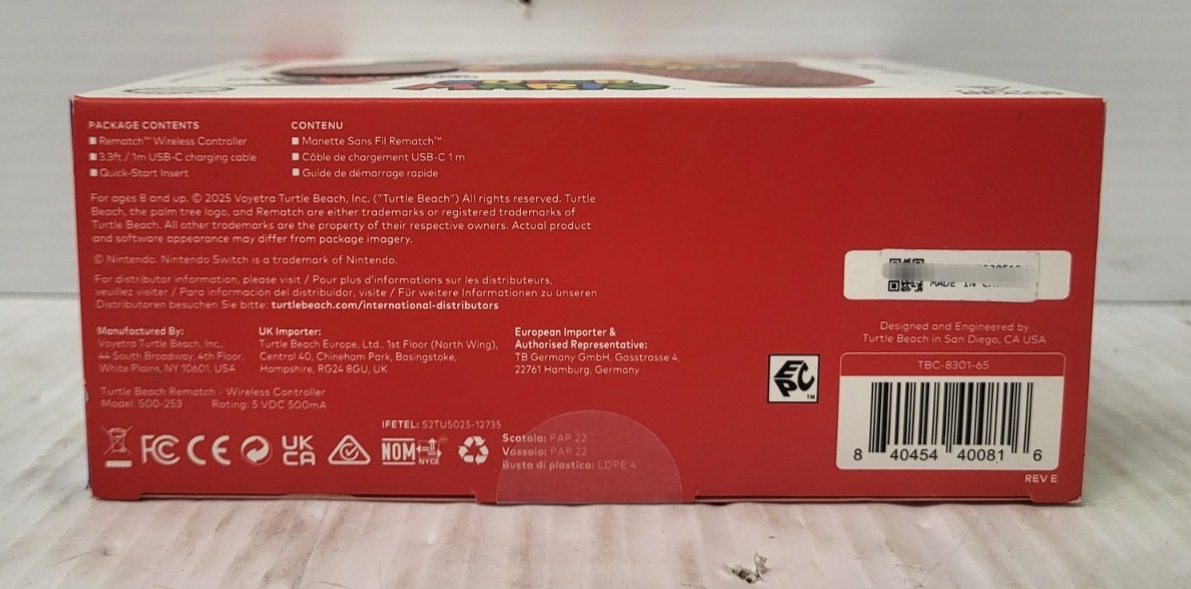 MARIO
PACKAGE CONTENTS
■ Rematch™ Wireless Controller
■ 3.3ft / 1m USB-C charging cable
■ Quick-Start Insert
CONTENU
■ Manette Sans Fil Rematch™
■ Câble de chargement USB-C 1 m
■ Guide de démarrage rapide
For ages 8 and up. © 2025 Voyetra Turtle Beach, Inc. ("Turtle Beach") All rights reserved. Turtle
Beach, the palm tree logo, and Rematch are either trademarks or registered trademarks of
Turtle Beach. All other trademarks are the property of their respective owners. Actual product
and software appearance may differ from package imagery.
© Nintendo. Nintendo Switch is a trademark of Nintendo.
For distributor information, please visit / Pour plus d'informations sur les distributeurs,
veuillez visiter / Para información del distribuidor, visite / Für weitere Informationen zu unseren
Distributoren besuchen Sie bitte: turtlebeach.com/international-distributors
Manufactured By:
Voyetra Turtle Beach, Inc.,
44 South Broadway, 4th Floor,
White Plains, NY 10601, USA
UK Importer:
Turtle Beach Europe, Ltd., 1st Floor (North Wing),
Central 40, Chineham Park, Basingstoke,
Hampshire, RG24 8GU, UK
European Importer &
Authorised Representative:
TB Germany GmbH, Gasstrasse 4,
22761 Hamburg, Germany
Turtle Beach Rematch - Wireless Controller
Model: 500-253 Rating: 5 VDC 500mA
IFETEL: S2TU5025-12735
FC CE UK CA NOM NYCE
Scatola: PAP 22
Vassoio: PAP 22
Busta di plastica: LDPE 4
MADE IN
Designed and Engineered by
Turtle Beach in San Diego, CA USA
EPC™
TBC-8301-65
8 40454 40081 6
REV E